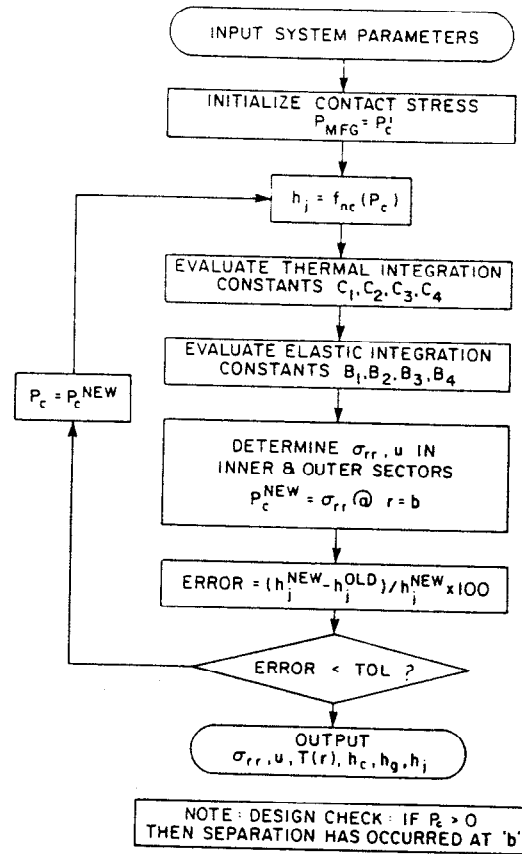 INPUT SYSTEM PARAMETERS
INITIALIZE CONTACT STRESS
P_MFG = P_c^I
h_j = f_nc (P_c)
EVALUATE THERMAL INTEGRATION
CONSTANTS C_1, C_2, C_3, C_4
EVALUATE ELASTIC INTEGRATION
CONSTANTS B_1, B_2, B_3, B_4
P_c = P_c^NEW
DETERMINE σ_rr, u IN
INNER & OUTER SECTORS
P_c^NEW = σ_rr @ r = b
ERROR = (h_j^NEW - h_j^OLD) / h_j^NEW × 100
ERROR < TOL ?
OUTPUT
σ_rr, u, T(r), h_c, h_g, h_j
NOTE: DESIGN CHECK: IF P_c > 0
THEN SEPARATION HAS OCCURRED AT 'b'